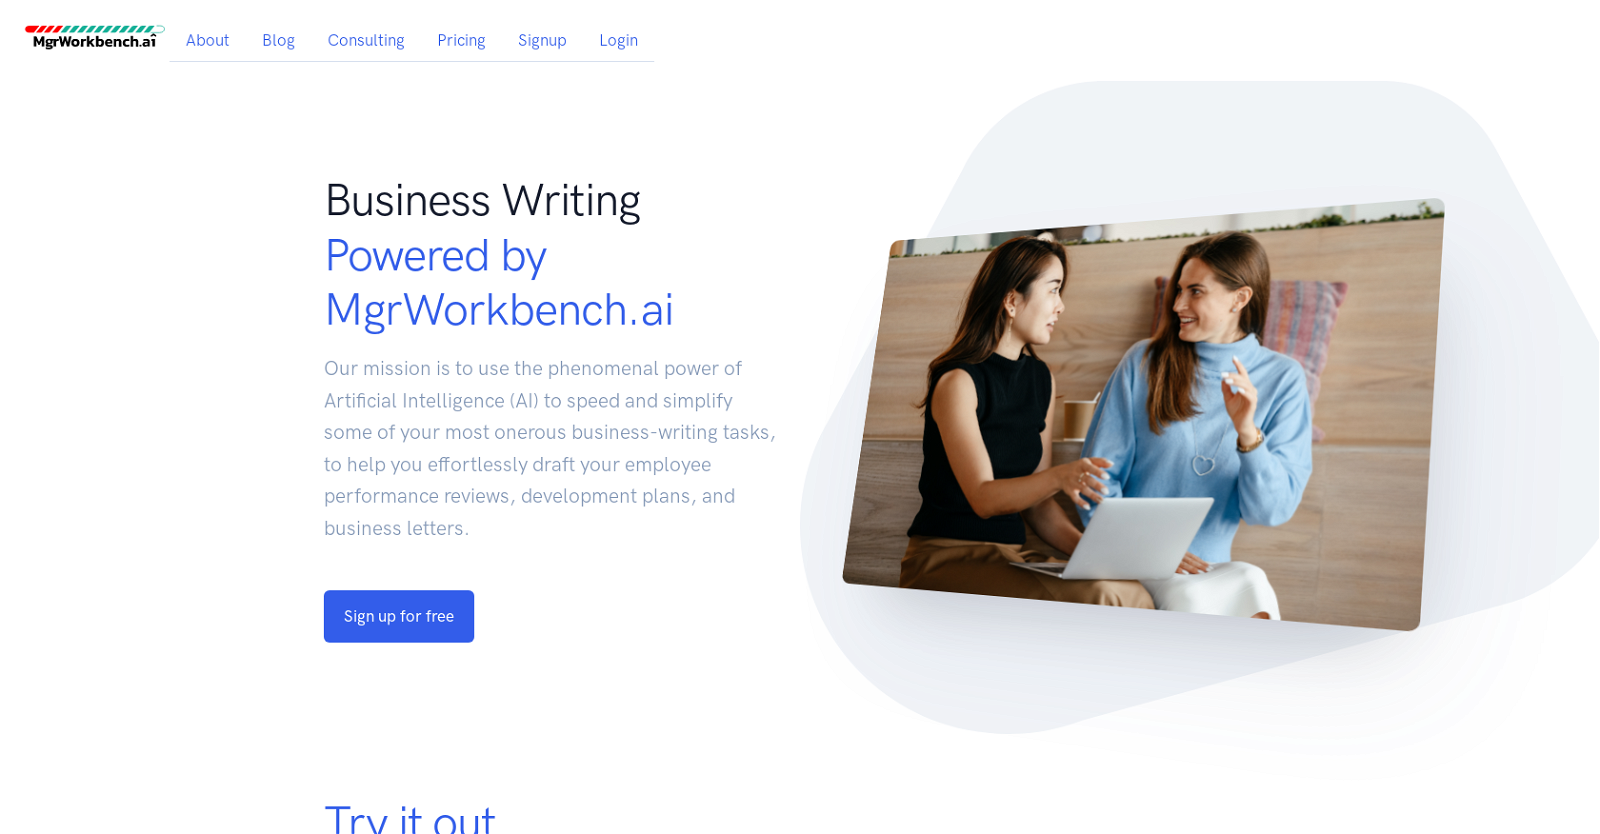 MgrWorkbench.ai
About
Blog
Consulting
Pricing
Signup
Login
Business Writing
Powered by
MgrWorkbench.ai
Our mission is to use the phenomenal power of
Artificial Intelligence (AI) to speed and simplify
some of your most onerous business-writing tasks,
to help you effortlessly draft your employee
performance reviews, development plans, and
business letters.
Sign up for free
Try it out